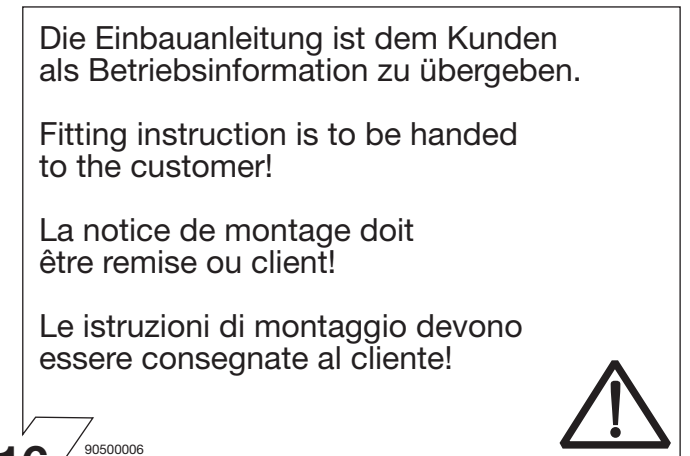 Die Einbauanleitung ist dem Kunden
als Betriebsinformation zu übergeben.
Fitting instruction is to be handed
to the customer!
La notice de montage doit
être remise ou client!
Le istruzioni di montaggio devono
essere consegnate al cliente!
90500006